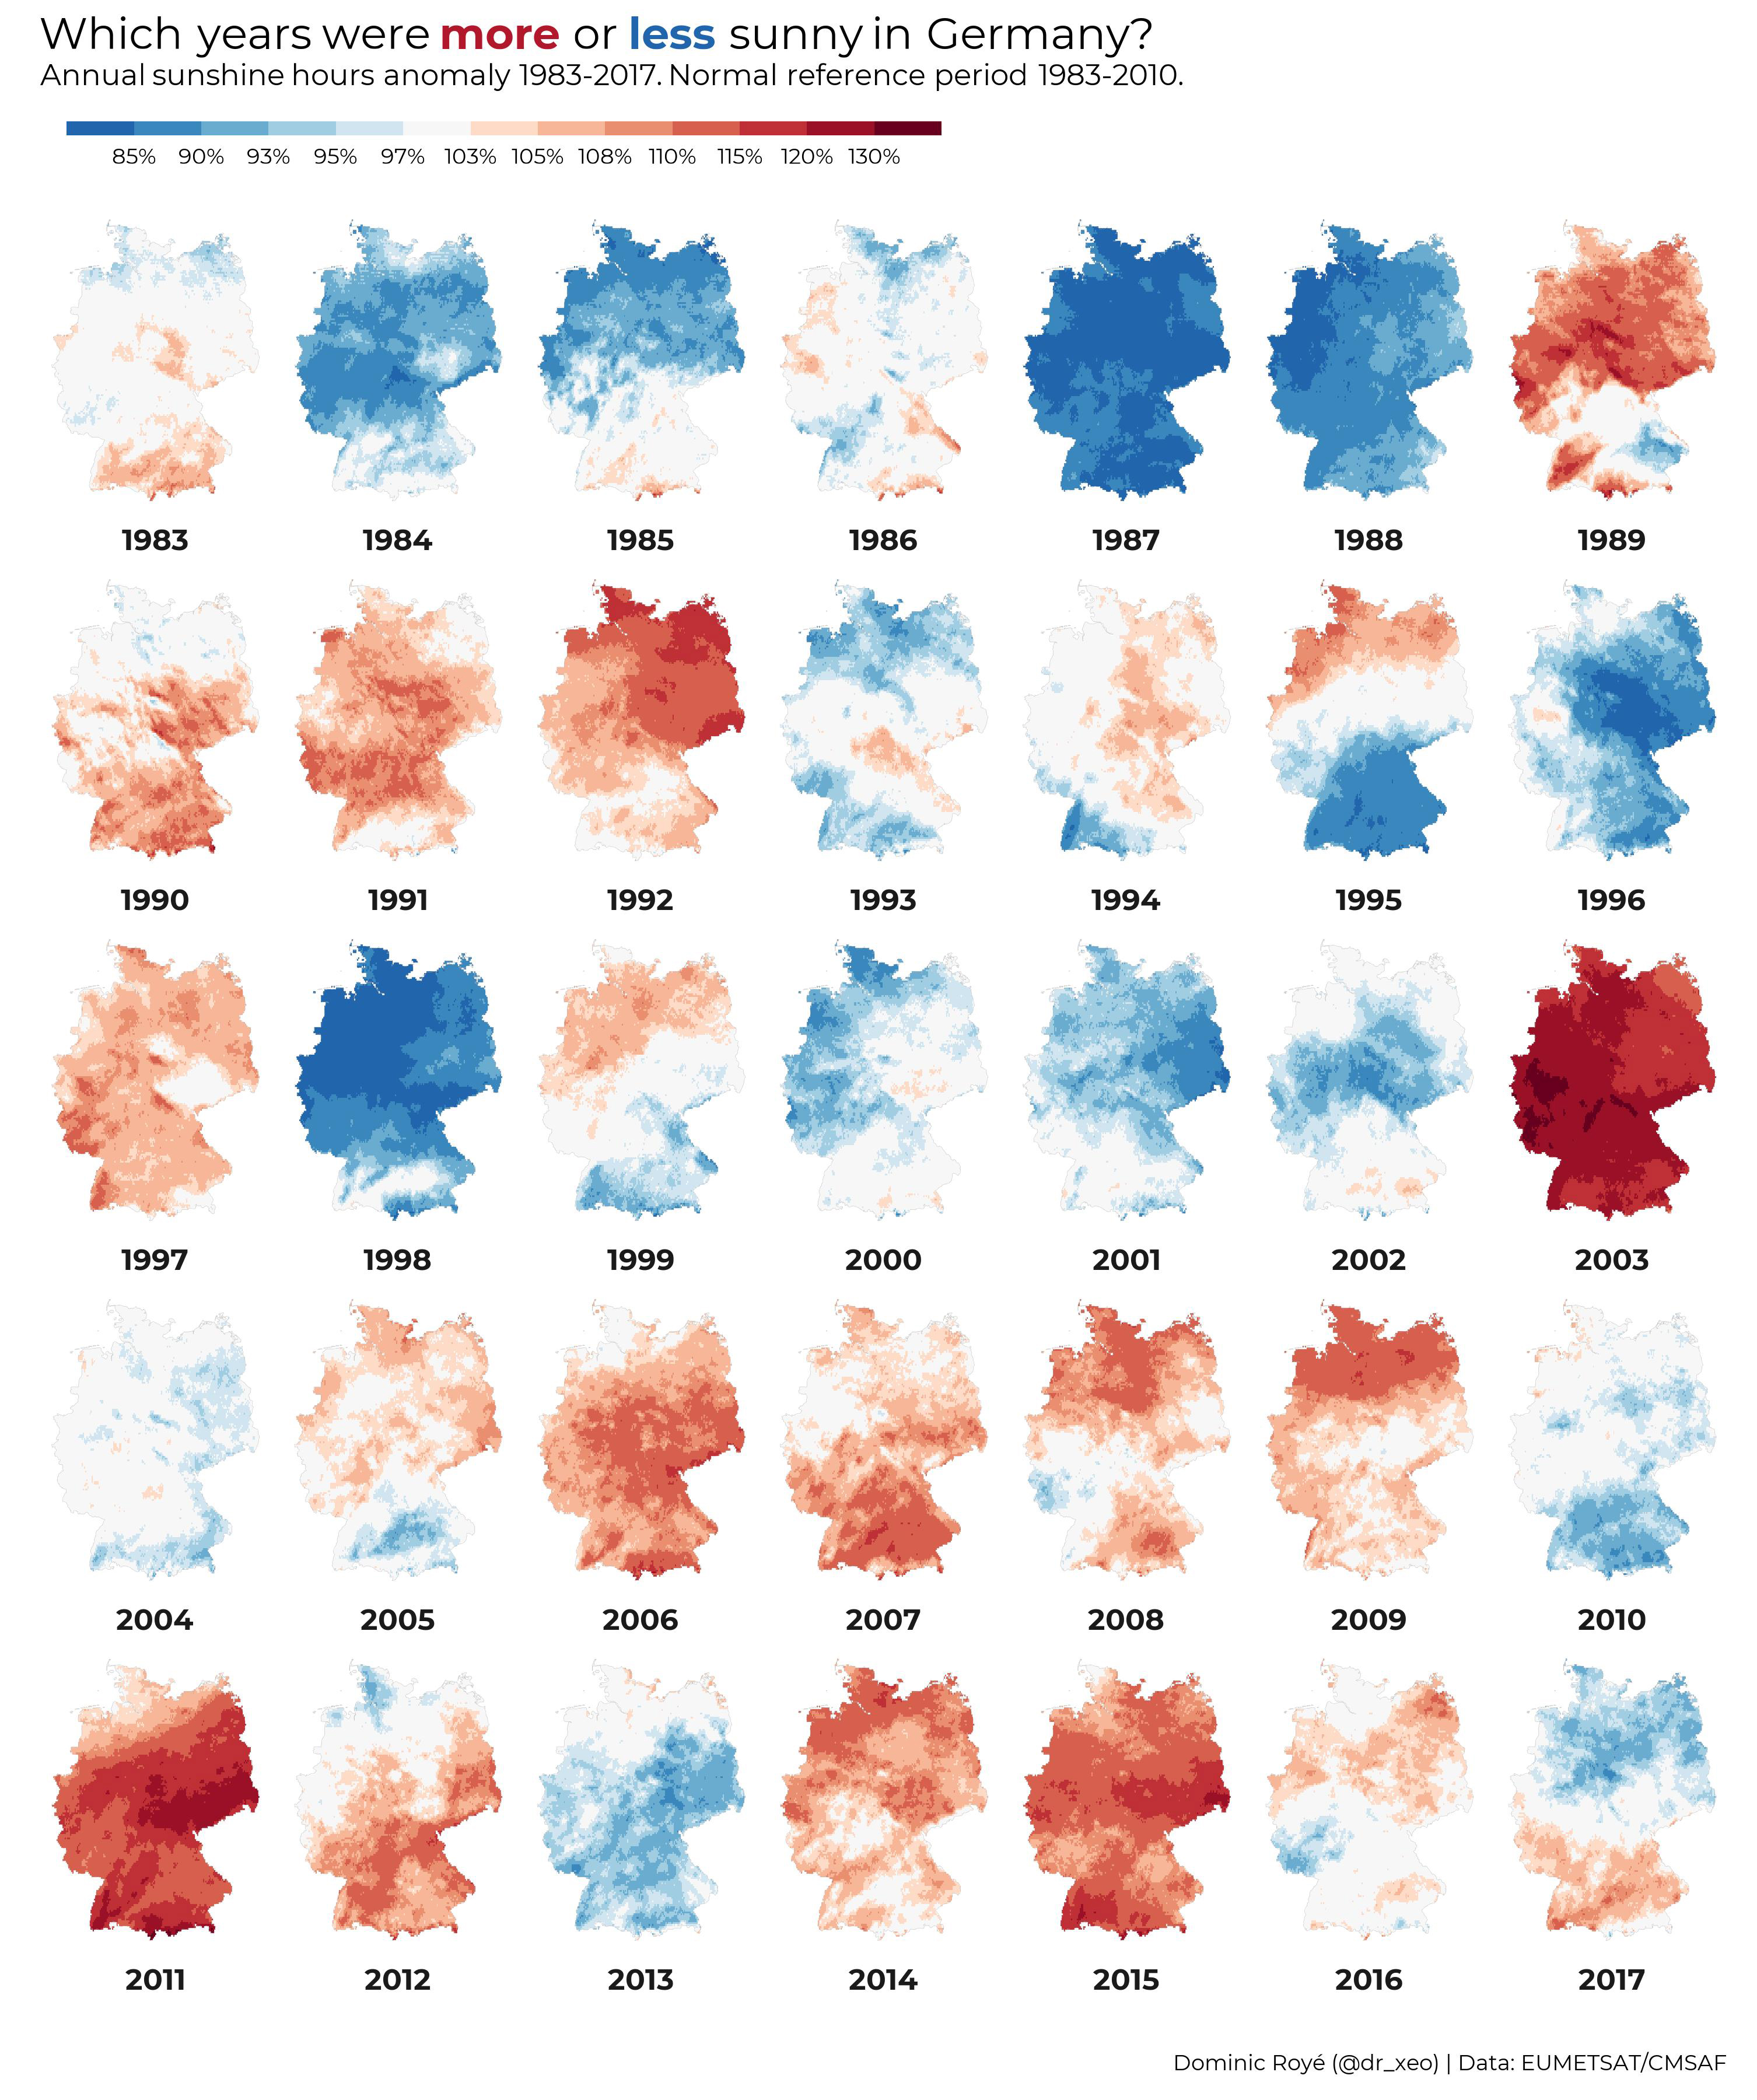 Which years were more or less sunny in Germany?
Annual sunshine hours anomaly 1983-2017. Normal reference period 1983-2010.
85% 90% 93% 95% 97% 103% 105% 108% 110% 115% 120% 130%
1983 1984 1985 1986 1987 1988 1989
1990 1991 1992 1993 1994 1995 1996
1997 1998 1999 2000 2001 2002 2003
2004 2005 2006 2007 2008 2009 2010
2011 2012 2013 2014 2015 2016 2017
Dominic Royé (@dr_xeo) | Data: EUMETSAT/CMSAF